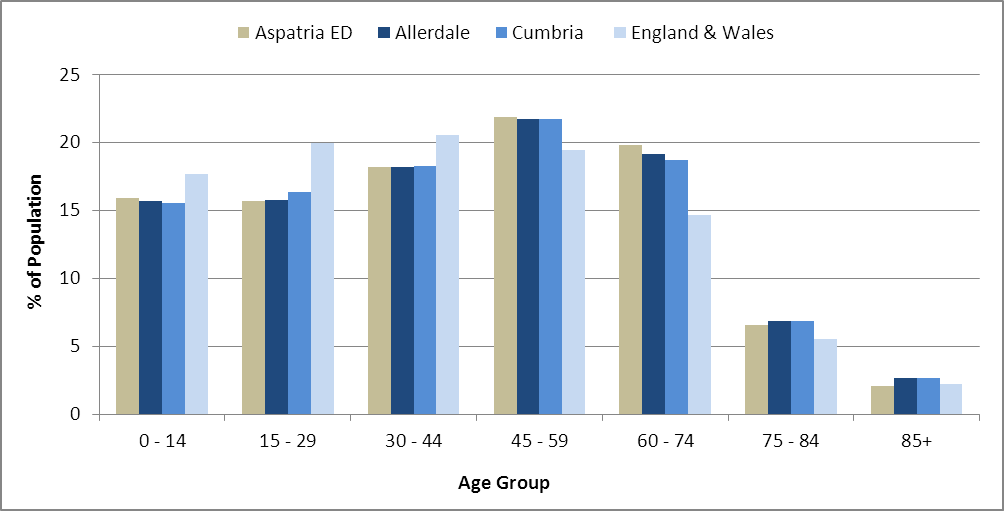 Aspatria ED Allerdale Cumbria England & Wales
25
20
15
10
5
0
% of Population
0 - 14 15 - 29 30 - 44 45 - 59 60 - 74 75 - 84 85+
Age Group